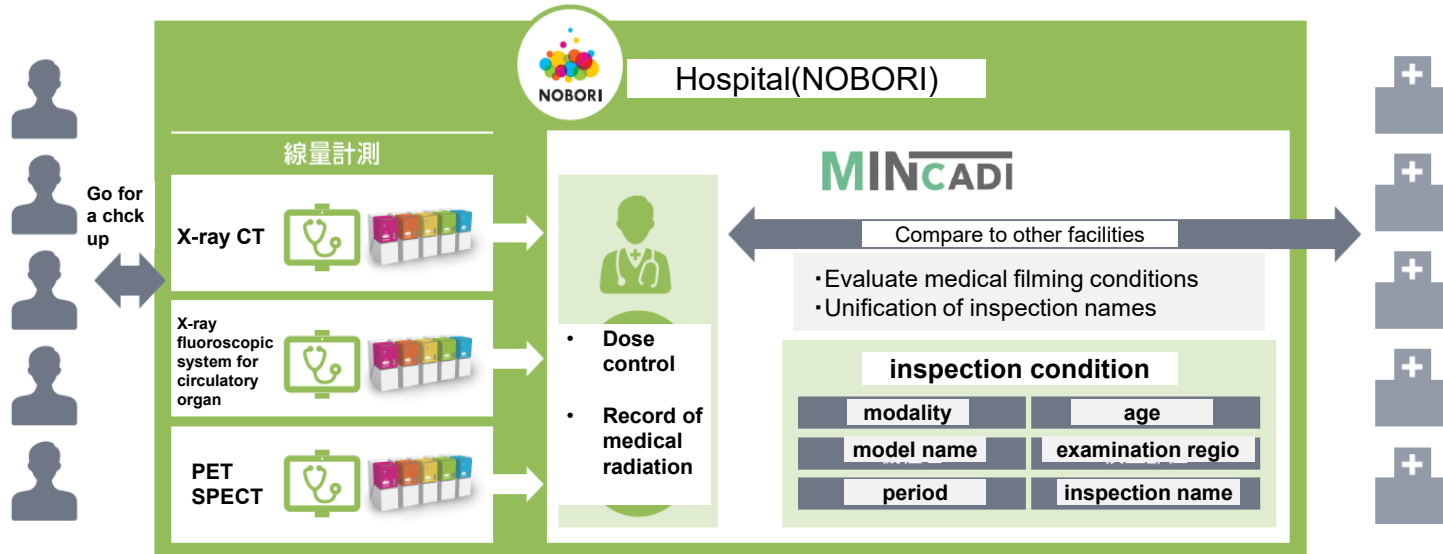 NOBORI
Hospital(NOBORI)
線量計測
Go for
a chck
up
X-ray CT
X-ray
fluoroscopic
system for
circulatory
organ
PET
SPECT
• Dose
control
• Record of
medical
radiation
MINCADI
Compare to other facilities
・Evaluate medical filming conditions
・Unification of inspection names
inspection condition
modality
age
model name
examination regio
period
inspection name